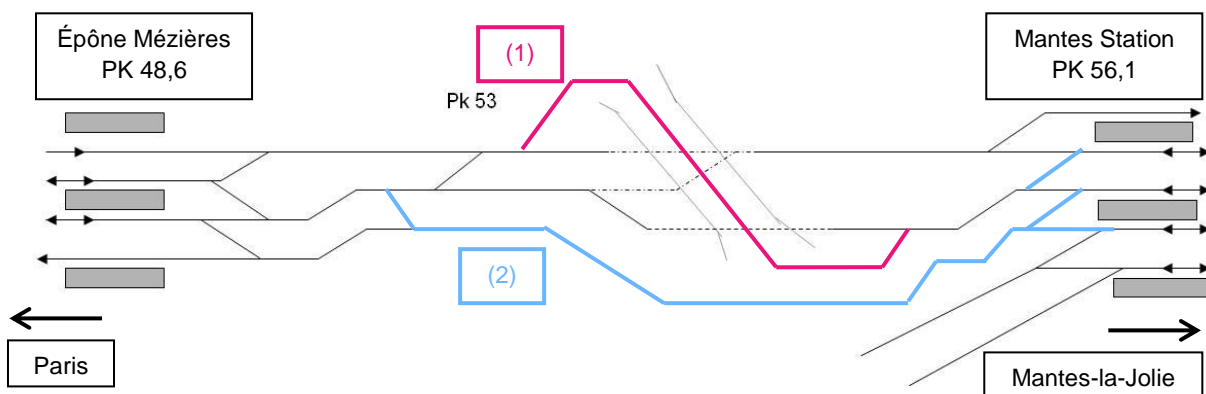 Épône Mézières
PK 48,6
(1)
Mantes Station
PK 56,1
Pk 53
(2)
Paris
Mantes-la-Jolie